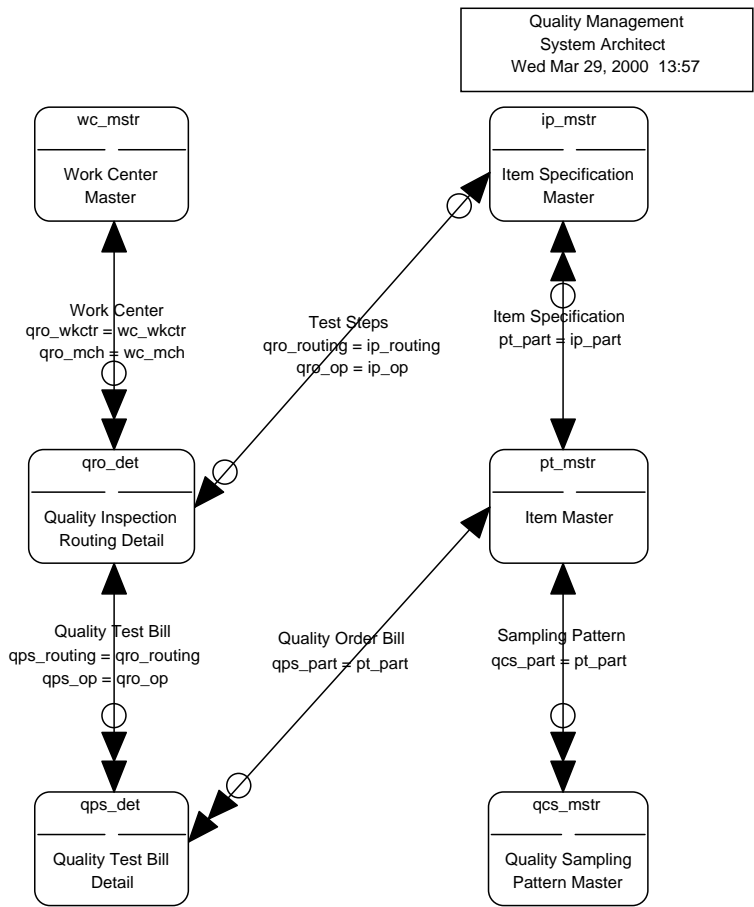 Quality Management
System Architect
Wed Mar 29, 2000  13:57
wc_mstr
Work Center
Master
ip_mstr
Item Specification
Master
Work Center
qro_wkctr = wc_wkctr
qro_mch = wc_mch
Test Steps
qro_routing = ip_routing
qro_op = ip_op
Item Specification
pt_part = ip_part
qro_det
Quality Inspection
Routing Detail
pt_mstr
Item Master
Quality Test Bill
qps_routing = qro_routing
qps_op = qro_op
Quality Order Bill
qps_part = pt_part
Sampling Pattern
qcs_part = pt_part
qps_det
Quality Test Bill
Detail
qcs_mstr
Quality Sampling
Pattern Master